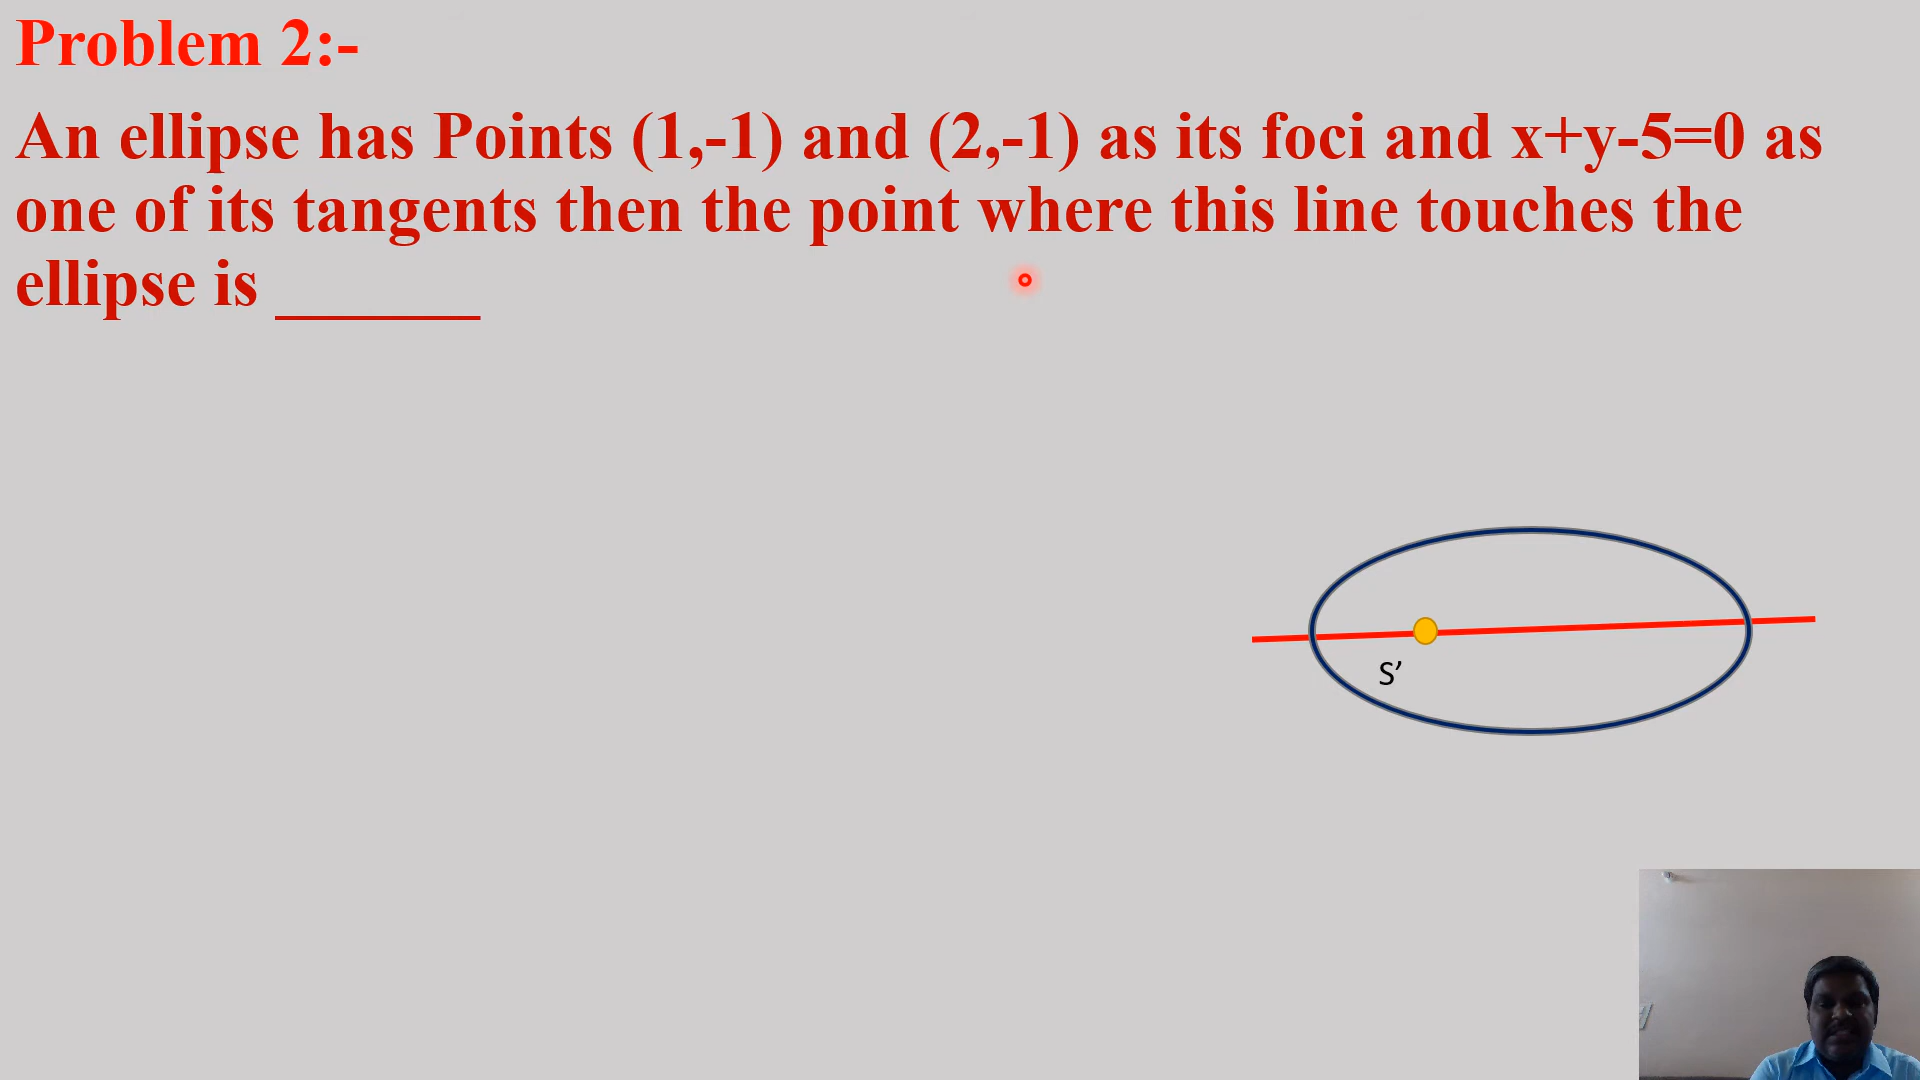 Problem 2:-
An ellipse has Points (1,-1) and (2,-1) as its foci and x+y-5=0 as
one of its tangents then the point where this line touches the
ellipse is _______
S’